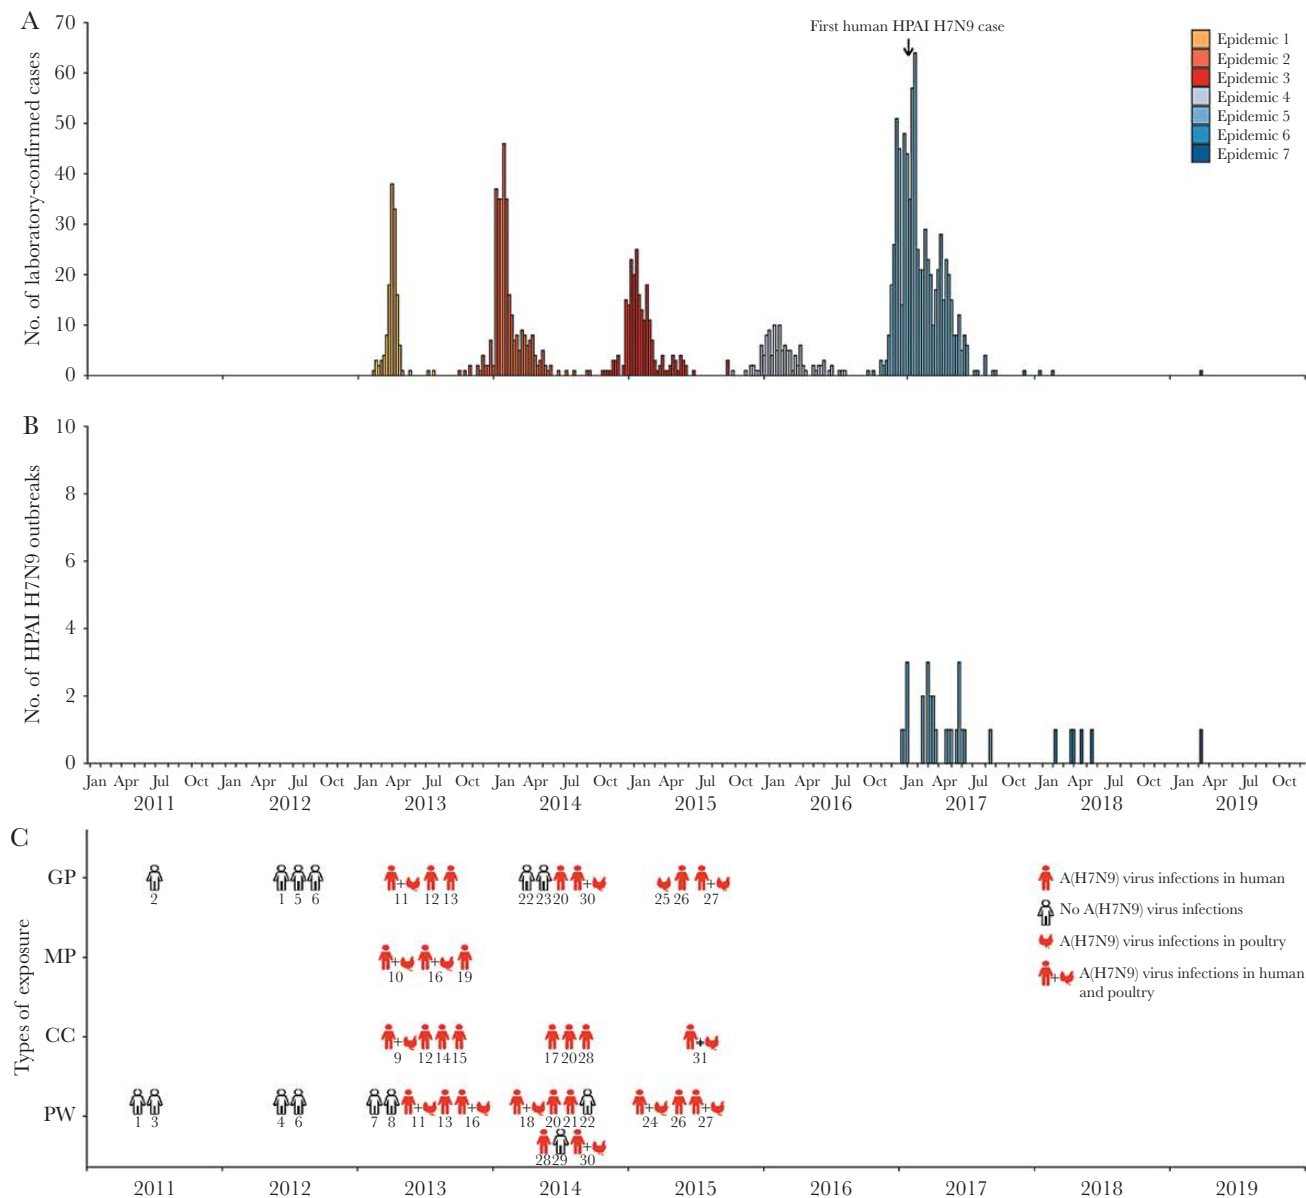 A
No. of laboratory-confirmed cases
70
60
50
40
30
20
10
0
First human HPAI H7N9 case
Epidemic 1
Epidemic 2
Epidemic 3
Epidemic 4
Epidemic 5
Epidemic 6
Epidemic 7
B
No. of HPAI H7N9 outbreaks
10
8
6
4
2
0
Jan Apr Jul Oct Jan Apr Jul Oct Jan Apr Jul Oct Jan Apr Jul Oct Jan Apr Jul Oct Jan Apr Jul Oct Jan Apr Jul Oct Jan Apr Jul Oct Jan Apr Jul Oct
2011 2012 2013 2014 2015 2016 2017 2018 2019
C
Types of exposure
GP
+ + +
2 1 5 6 11 12 13 22 23 20 30 25 26 27
MP
+ +
10 16 19
CC
+ +
9 12 14 15 17 20 28 31
PW
+ + + + +
1 3 4 6 7 8 11 13 16 18 20 21 22 24 26 27
+
28 29 30
A(H7N9) virus infections in human
No A(H7N9) virus infections
A(H7N9) virus infections in poultry
+ A(H7N9) virus infections in human
and poultry
2011 2012 2013 2014 2015 2016 2017 2018 2019